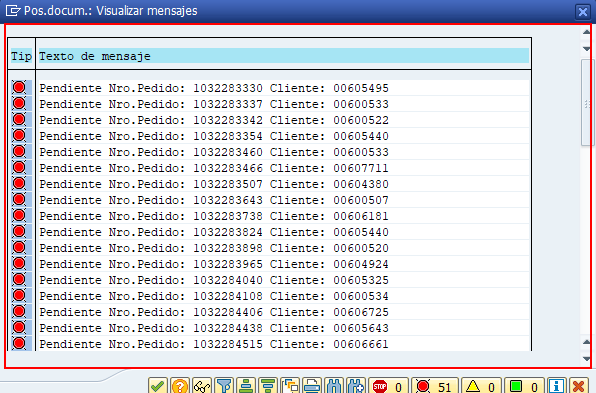 Pos.docum.: Visualizar mensajes
Tip Texto de mensaje
Pendiente Nro.Pedido: 1032283330 Cliente: 00605495
Pendiente Nro.Pedido: 1032283337 Cliente: 00600533
Pendiente Nro.Pedido: 1032283342 Cliente: 00600522
Pendiente Nro.Pedido: 1032283354 Cliente: 00605440
Pendiente Nro.Pedido: 1032283460 Cliente: 00600533
Pendiente Nro.Pedido: 1032283466 Cliente: 00607711
Pendiente Nro.Pedido: 1032283507 Cliente: 00604380
Pendiente Nro.Pedido: 1032283643 Cliente: 00600507
Pendiente Nro.Pedido: 1032283738 Cliente: 00606181
Pendiente Nro.Pedido: 1032283824 Cliente: 00605440
Pendiente Nro.Pedido: 1032283898 Cliente: 00600520
Pendiente Nro.Pedido: 1032283965 Cliente: 00604924
Pendiente Nro.Pedido: 1032284040 Cliente: 00605325
Pendiente Nro.Pedido: 1032284108 Cliente: 00600534
Pendiente Nro.Pedido: 1032284406 Cliente: 00606725
Pendiente Nro.Pedido: 1032284438 Cliente: 00605643
Pendiente Nro.Pedido: 1032284515 Cliente: 00606661
STOP 0 51 0 0